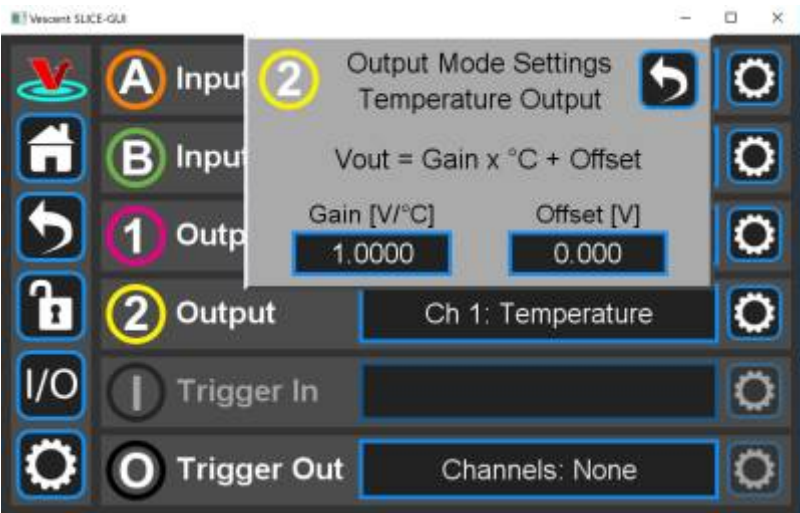 Vescent SLICE-GUI
A Input
2 Output Mode Settings
Temperature Output
B Input
Vout = Gain x °C + Offset
Gain [V/°C] Offset [V]
1 Outp
1.0000 0.000
2 Output Ch 1: Temperature
I/O
I Trigger In
O Trigger Out Channels: None